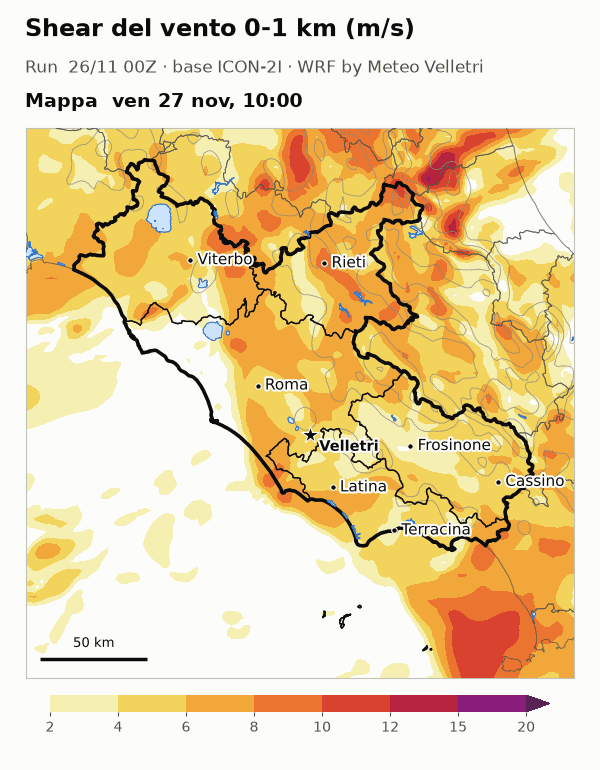 Shear del vento 0-1 km (m/s)
Run  26/11 00Z · base ICON-2I · WRF by Meteo Velletri
Mappa  ven 27 nov, 10:00
Viterbo
Rieti
Roma
Velletri
Frosinone
Cassino
Latina
Terracina
50 km
2 4 6 8 10 12 15 20